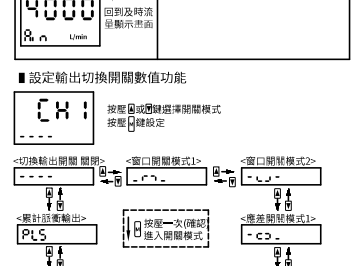 4000
回到及時流
量顯示畫面
L/min
■設定輸出切換開關數值功能
CH1
----
按壓▲或▼鍵選擇開關模式
按壓M鍵設定
<切換輸出開關 關閉>
<窗口開關模式1>
<窗口開關模式2>
----
<累計脈衝輸出>
按壓M一次(確認)
進入開關模式
<應差開關模式1>
PLS